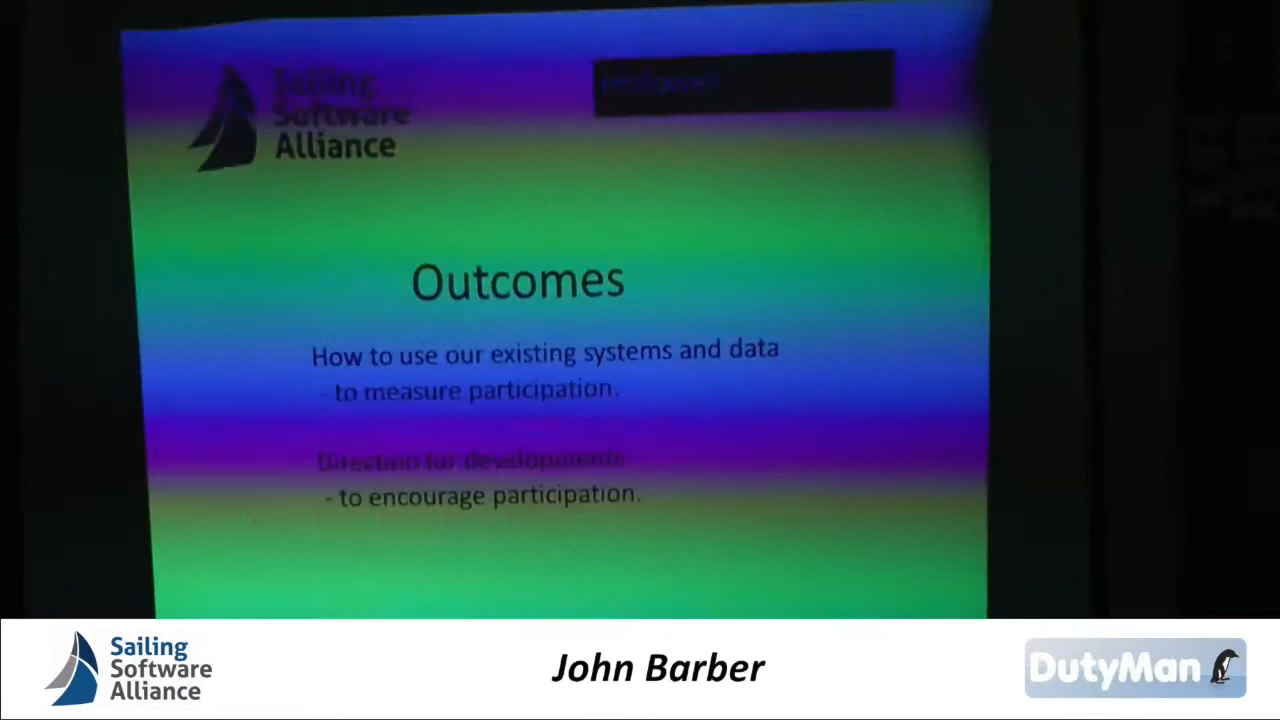 Sailing
Software
Alliance
Outcomes
How to use our existing systems and data
- to measure participation.
Direction for developments
- to encourage participation.
Sailing
Software
Alliance
John Barber
DutyMan